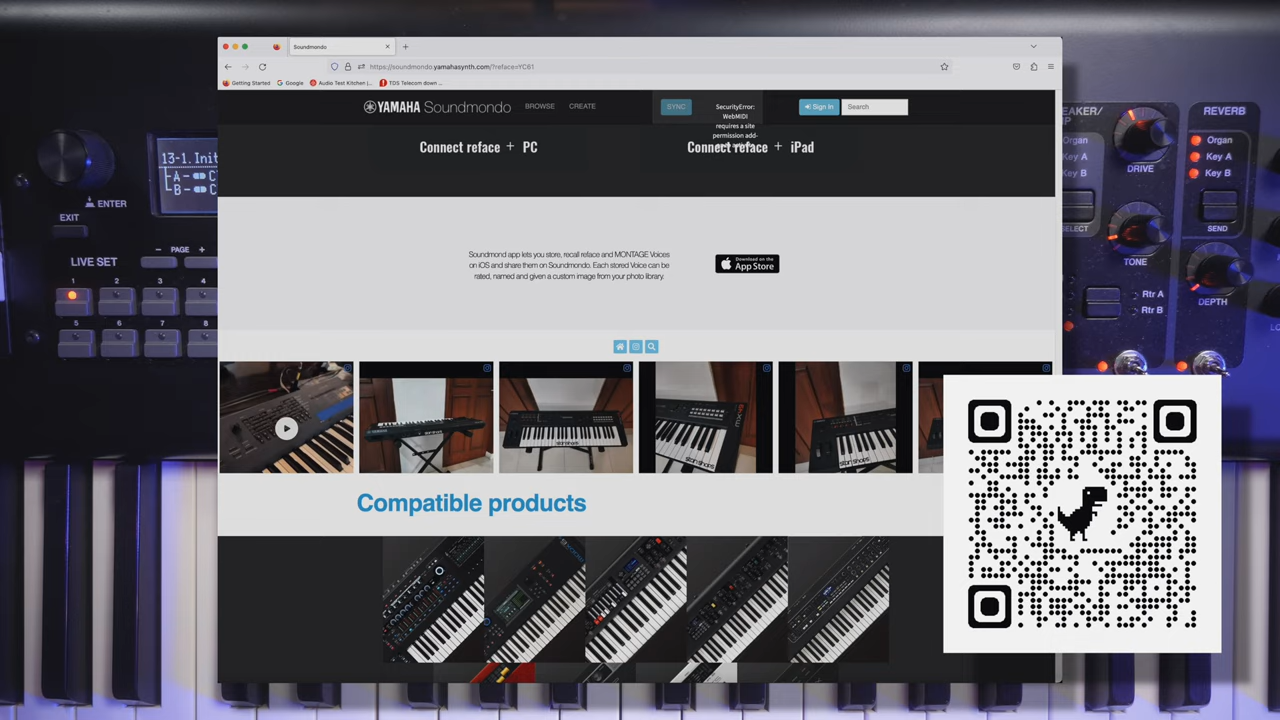 Soundmondo
https://soundmondo.yamahasynth.com/?reface=YC61
Getting Started
Google
Audio Test Kitchen |...
TDS Telecom down ...
YAMAHA Soundmondo
BROWSE
CREATE
SYNC
SecurityError:
WebMIDI
requires a site
permission add-
Sign In
Search
Connect reface + PC
Connect reface + iPad
Soundmond app lets you store, recall reface and MONTAGE Voices
on iOS and share them on Soundmondo. Each stored Voice can be
rated, named and given a custom image from your photo library.
Download on the
App Store
Compatible products
13-1.
A
B
ENTER
EXIT
PAGE
LIVE SET
1
2
3
4
5
6
7
8
EAKER/
REVERB
Organ
Key A
Key B
Organ
Key A
Key B
DRIVE
SELECT
SEND
TONE
DEPTH
Rtr A
Rtr B
MX49